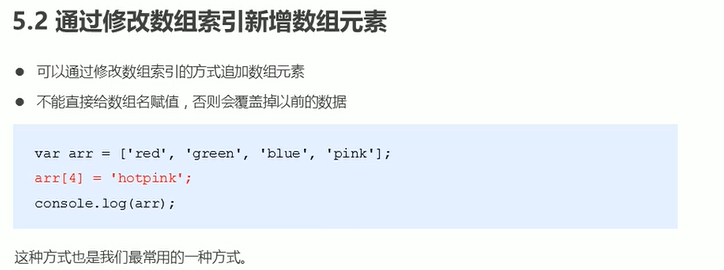 5.2 通过修改数组索引新增数组元素
● 可以通过修改数组索引的方式追加数组元素
● 不能直接给数组名赋值，否则会覆盖掉以前的数据
var arr = ['red', 'green', 'blue', 'pink'];
arr[4] = 'hotpink';
console.log(arr);
这种方式也是我们最常用的一种方式。